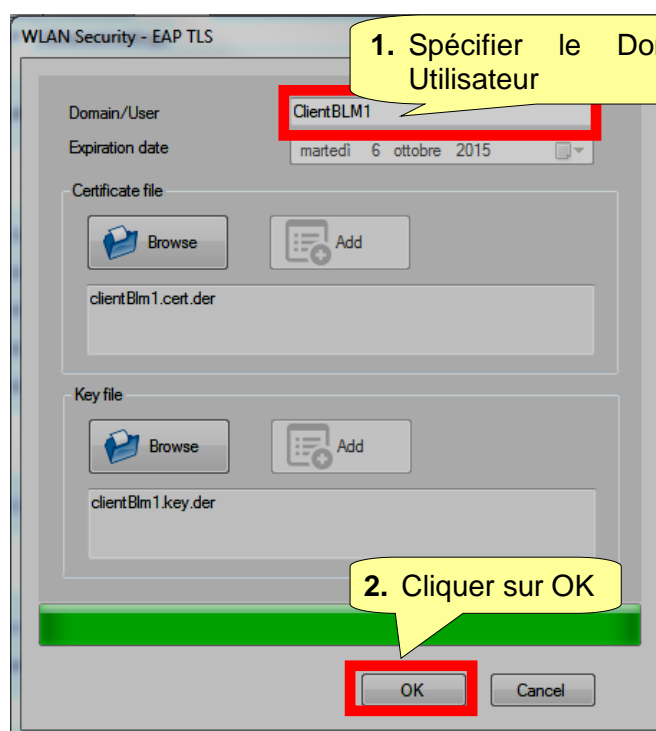 WLAN Security - EAP TLS
1. Spécifier le
Utilisateur
Domain/User
ClientBLM1
Expiration date
martedì 6 ottobre 2015
Certificate file
Browse
Add
clientBlm1.cert.der
Key file
Browse
Add
clientBlm1.key.der
2. Cliquer sur OK
OK
Cancel